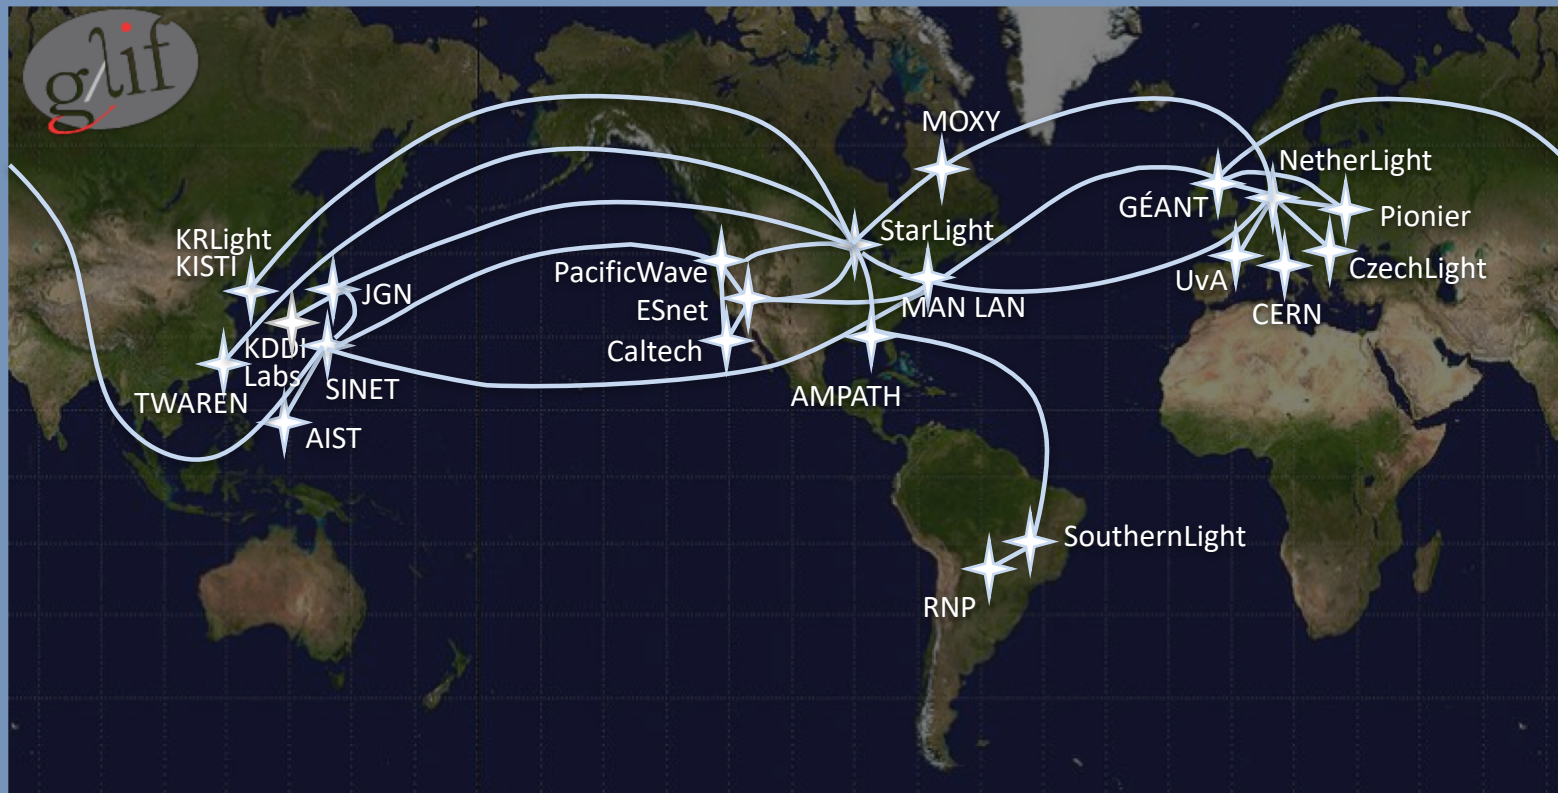 glif
MOXY
NetherLight
GÉANT
Pionier
KRLight
KISTI
StarLight
PacificWave
CzechLight
UvA
JGN
ESnet
MAN LAN
CERN
KDDI
Labs
Caltech
SINET
TWAREN
AMPATH
AIST
SouthernLight
RNP